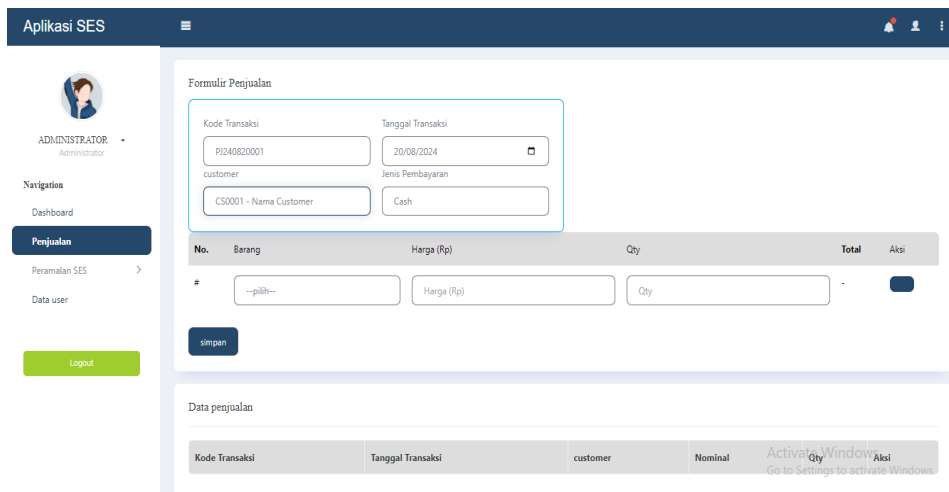 Aplikasi SES
ADMINISTRATOR
Administrator
Navigation
Dashboard
Penjualan
Peramalan SES
Data user
Logout
Formulir Penjualan
Kode Transaksi Tanggal Transaksi
PJ240820001 20/08/2024
customer Jenis Pembayaran
CS0001 - Nama Customer Cash
No. Barang Harga (Rp) Qty Total Aksi
# --pilih-- Harga (Rp) Qty -
simpan
Data penjualan
Kode Transaksi Tanggal Transaksi customer Nominal Qty Aksi
Activate Windows
Go to Settings to activate Windows.